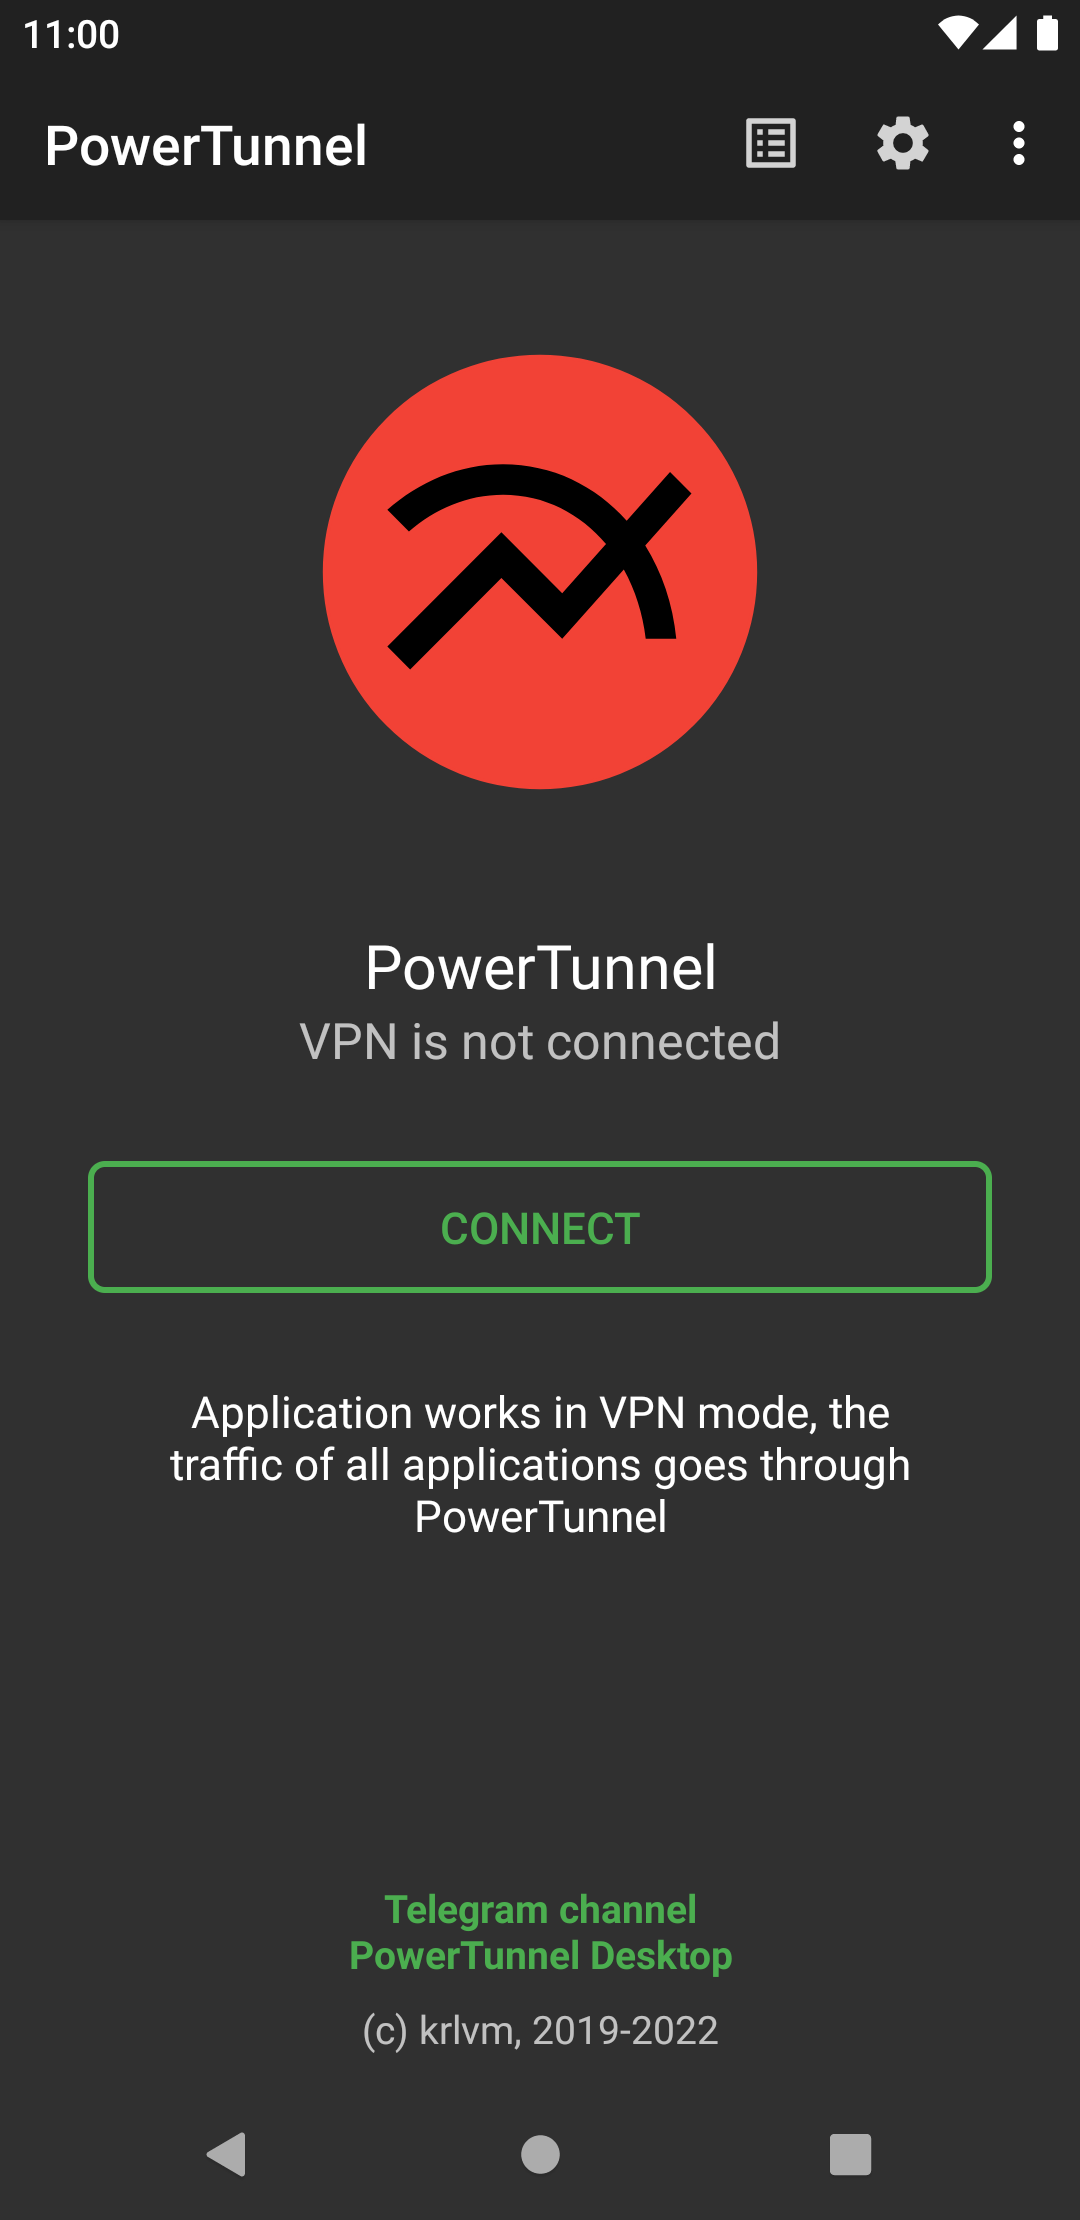 11:00
PowerTunnel
PowerTunnel
VPN is not connected
CONNECT
Application works in VPN mode, the
traffic of all applications goes through
PowerTunnel
Telegram channel
PowerTunnel Desktop
(c) krlvm, 2019-2022